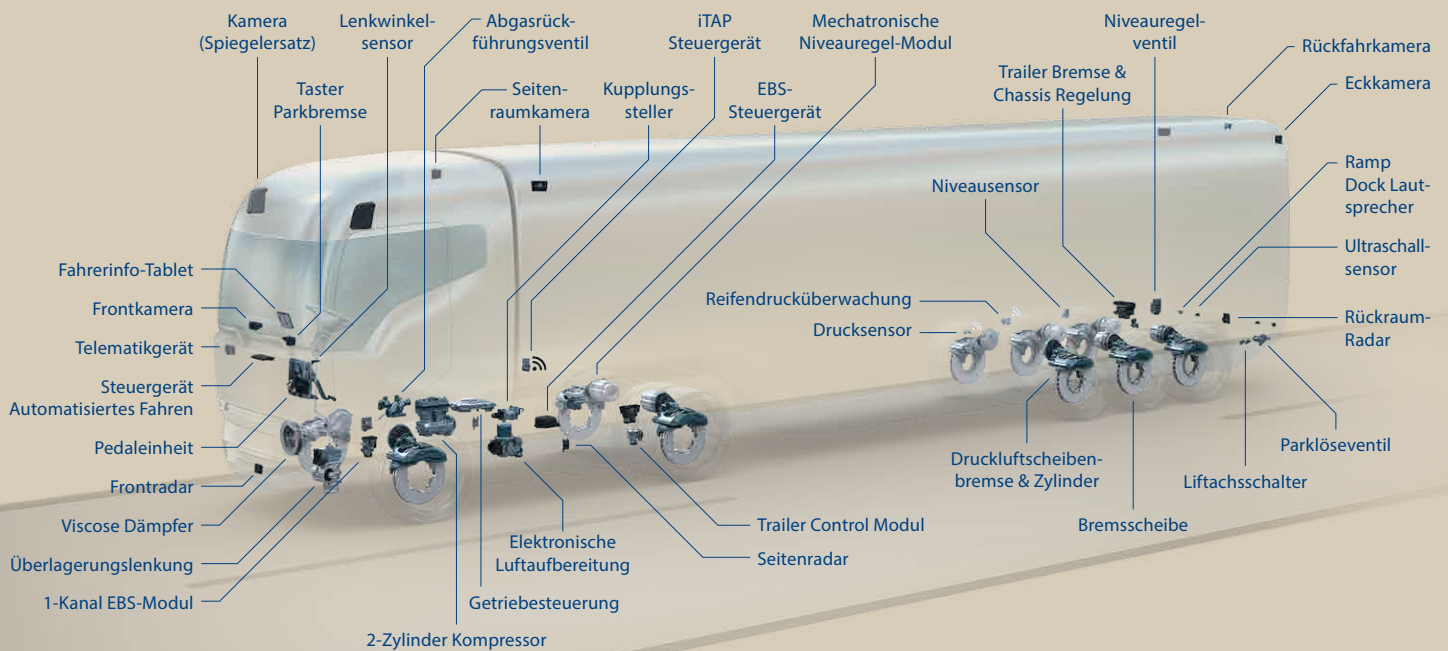 Kamera
(Spiegelersatz)
Lenkwinkel-
sensor
Abgasrück-
führungsventil
iTAP
Steuergerät
Mechatronische
Niveauregel-Modul
Niveauregel-
ventil
Rückfahrkamera
Taster
Parkbremse
Seiten-
raumkamera
Kupplungs-
steller
EBS-
Steuergerät
Trailer Bremse &
Chassis Regelung
Eckkamera
Niveausensor
Ramp
Dock Laut-
sprecher
Ultraschall-
sensor
Fahrerinfo-Tablet
Frontkamera
Telematikgerät
Steuergerät
Automatisiertes Fahren
Pedaleinheit
Frontradar
Viscose Dämpfer
Überlagerungslenkung
1-Kanal EBS-Modul
Reifendrucküberwachung
Drucksensor
Rückraum-
Radar
Parklöseventil
Liftachsschalter
Druckluftscheiben-
bremse & Zylinder
Bremsscheibe
Trailer Control Modul
Seitenradar
Elektronische
Luftaufbereitung
Getriebesteuerung
2-Zylinder Kompressor